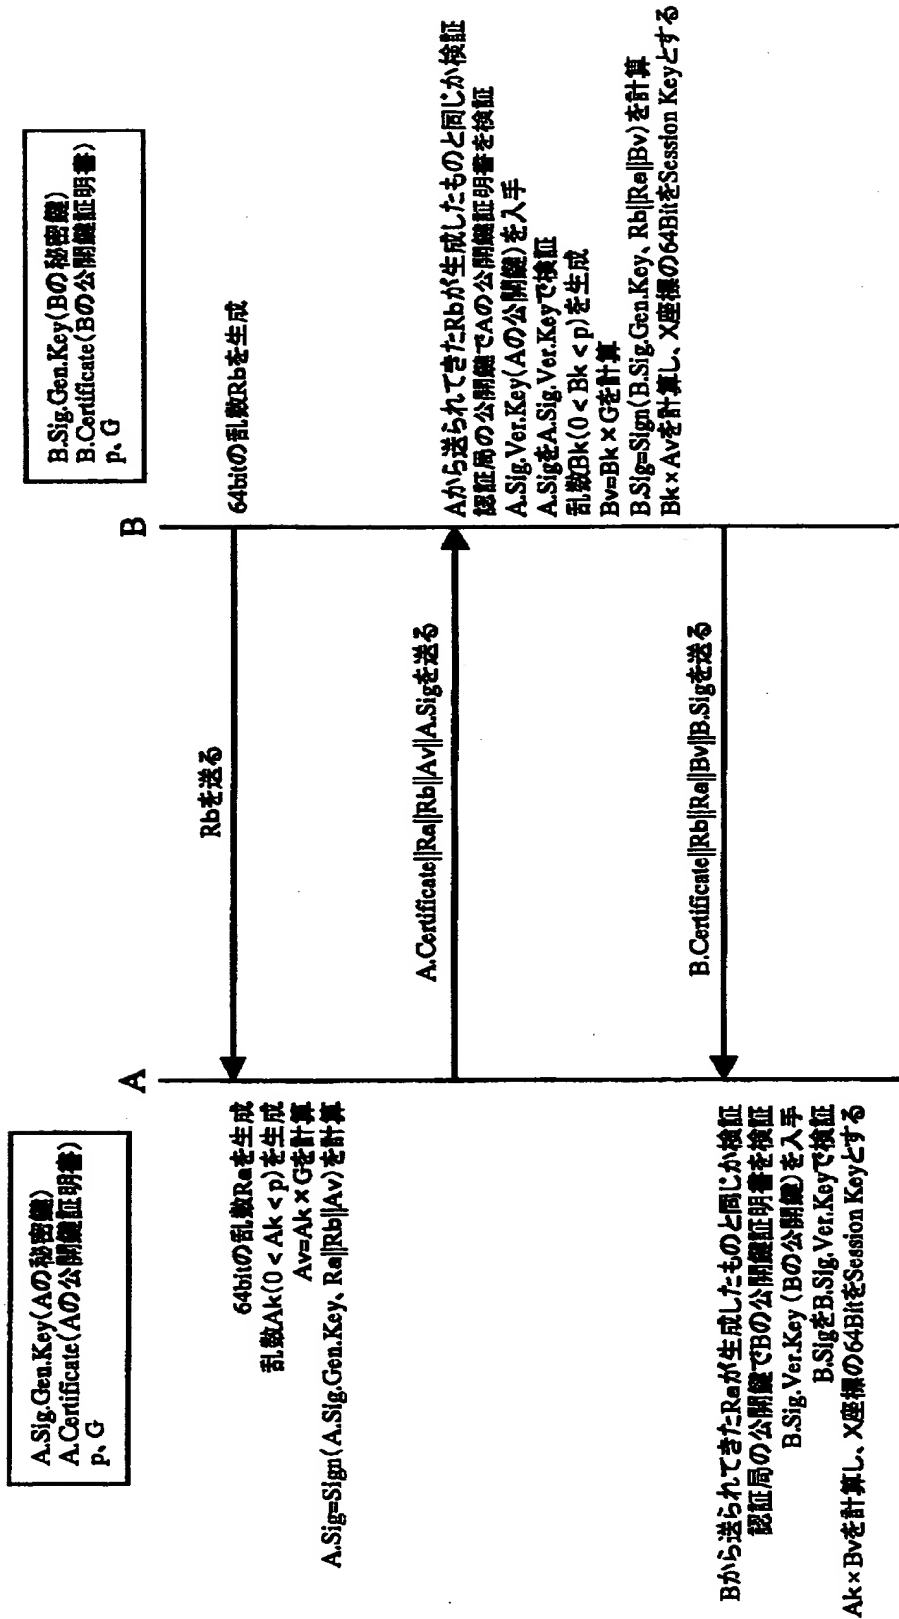 A.Sig.Gen.Key(Aの秘密鍵)
A.Certificate(Aの公開鍵証明書)
p、G
B.Sig.Gen.Key(Bの秘密鍵)
B.Certificate(Bの公開鍵証明書)
p、G
A
B
64bitの乱数Rbを生成
Rbを送る
64bitの乱数Raを生成
乱数Ak(0<Ak<p)を生成
Av=Ak×Gを計算
A.Sig=Sign(A.Sig.Gen.Key、Ra||Rb||Av)を計算
A.Certificate||Ra||Rb||Av||A.Sigを送る
Aから送られてきたRbが生成したものと同じか検証
認証局の公開鍵でAの公開鍵証明書を検証
A.Sig.Ver.Key(Aの公開鍵)を入手
A.SigをA.Sig.Ver.Keyで検証
乱数Bk(0<Bk<p)を生成
Bv=Bk×Gを計算
B.Sig=Sign(B.Sig.Gen.Key、Rb||Ra||Bv)を計算
Bk×Avを計算し、X座標の64BitをSession Keyとする
B.Certificate||Rb||Ra||Bv||B.Sigを送る
Bから送られてきたRaが生成したものと同じか検証
認証局の公開鍵でBの公開鍵証明書を検証
B.Sig.Ver.Key(Bの公開鍵)を入手
B.SigをB.Sig.Ver.Keyで検証
Ak×Bvを計算し、X座標の64BitをSession Keyとする